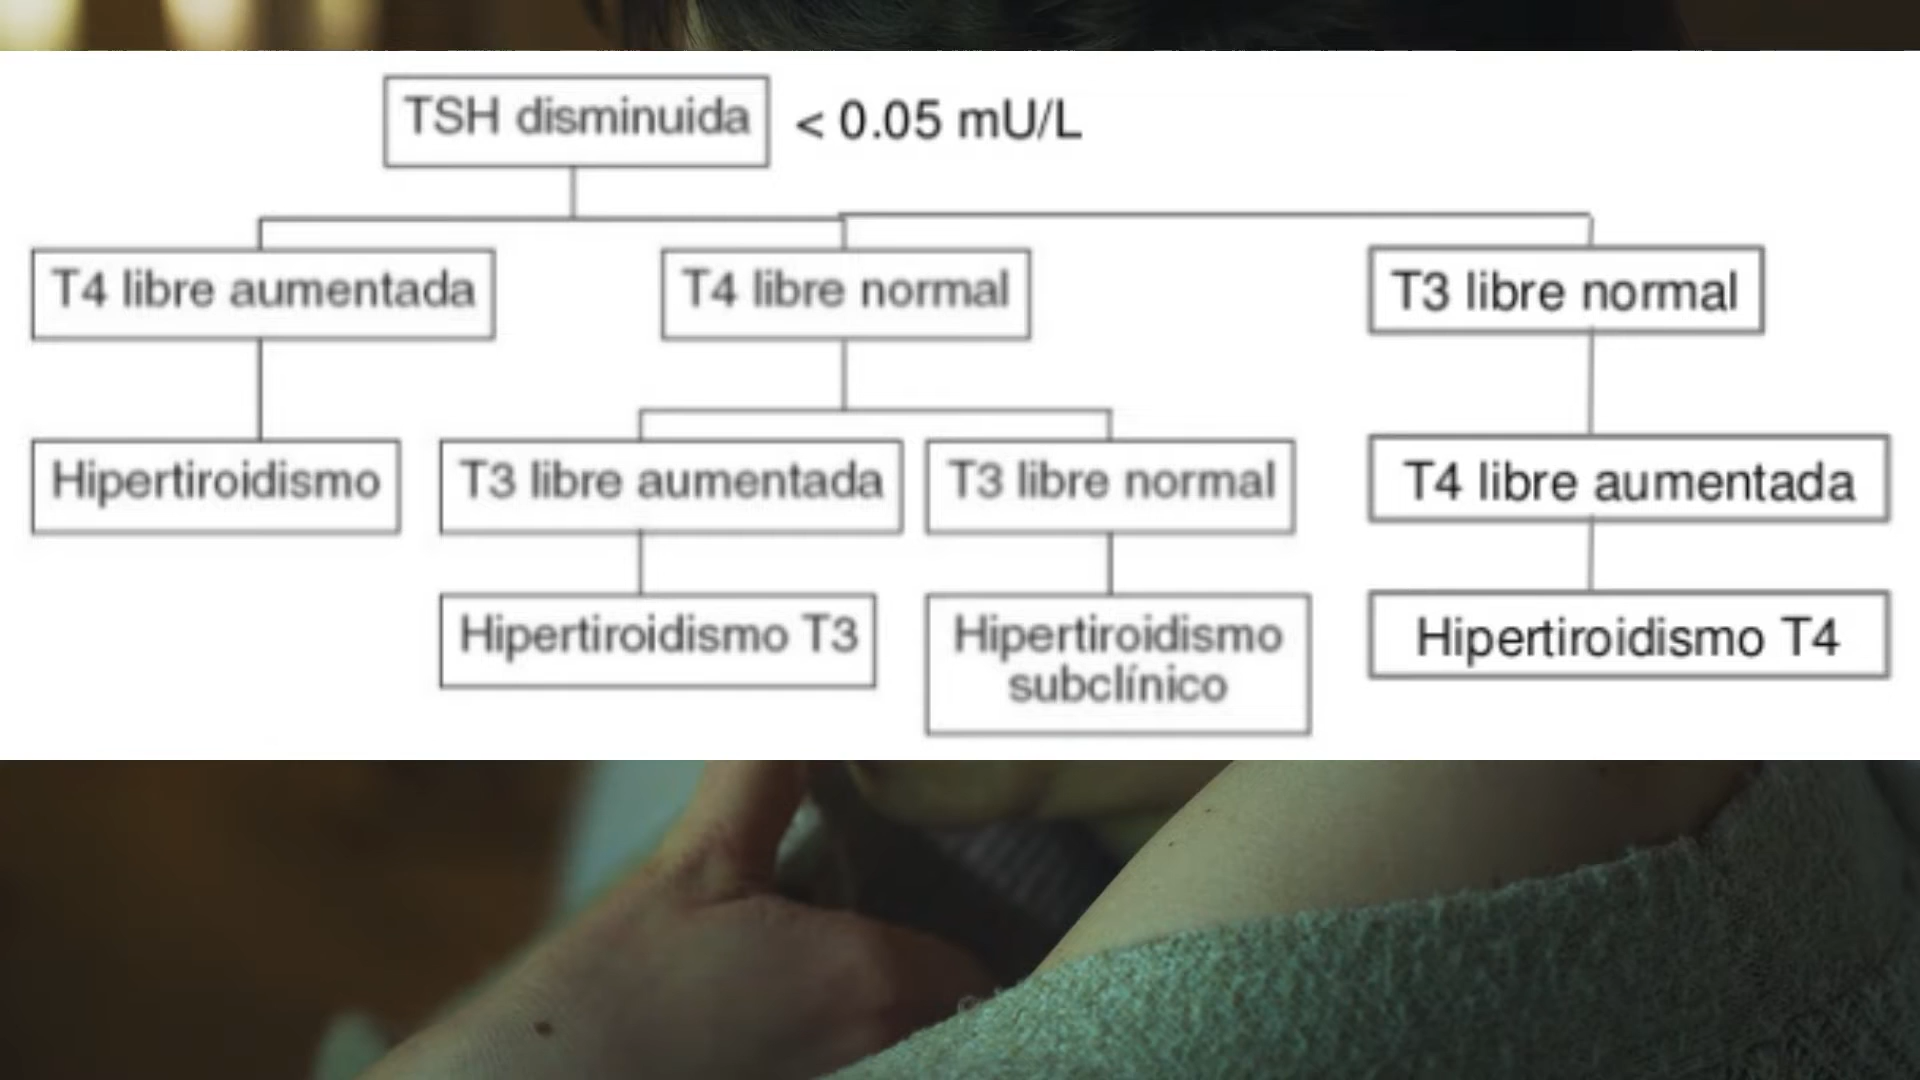 TSH disminuida < 0.05 mU/L
T4 libre aumentada
T4 libre normal
T3 libre normal
Hipertiroidismo
T3 libre aumentada
T3 libre normal
T4 libre aumentada
Hipertiroidismo T3
Hipertiroidismo
subclínico
Hipertiroidismo T4